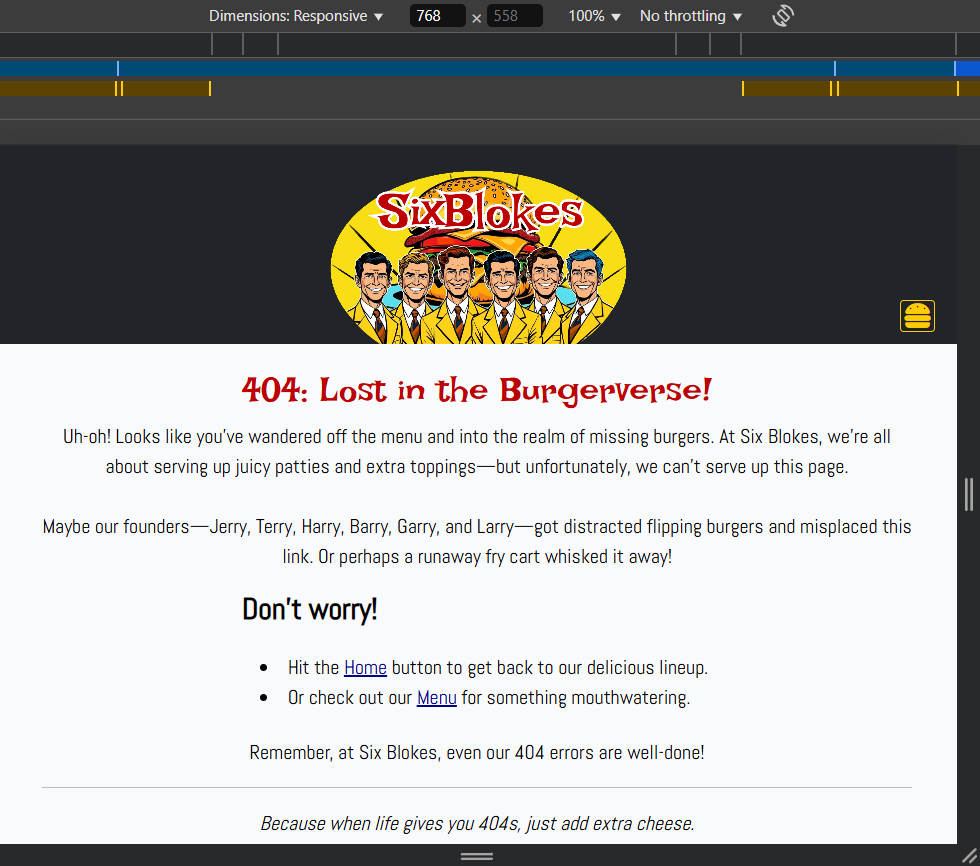 Dimensions: Responsive ▼ 768 × 558 100% ▼ No throttling ▼
SixBlokes
404: Lost in the Burgerverse!
Uh-oh! Looks like you've wandered off the menu and into the realm of missing burgers. At Six Blokes, we're all
about serving up juicy patties and extra toppings—but unfortunately, we can't serve up this page.
Maybe our founders—Jerry, Terry, Harry, Barry, Garry, and Larry—got distracted flipping burgers and misplaced this
link. Or perhaps a runaway fry cart whisked it away!
Don't worry!
• Hit the Home button to get back to our delicious lineup.
• Or check out our Menu for something mouthwatering.
Remember, at Six Blokes, even our 404 errors are well-done!
Because when life gives you 404s, just add extra cheese.